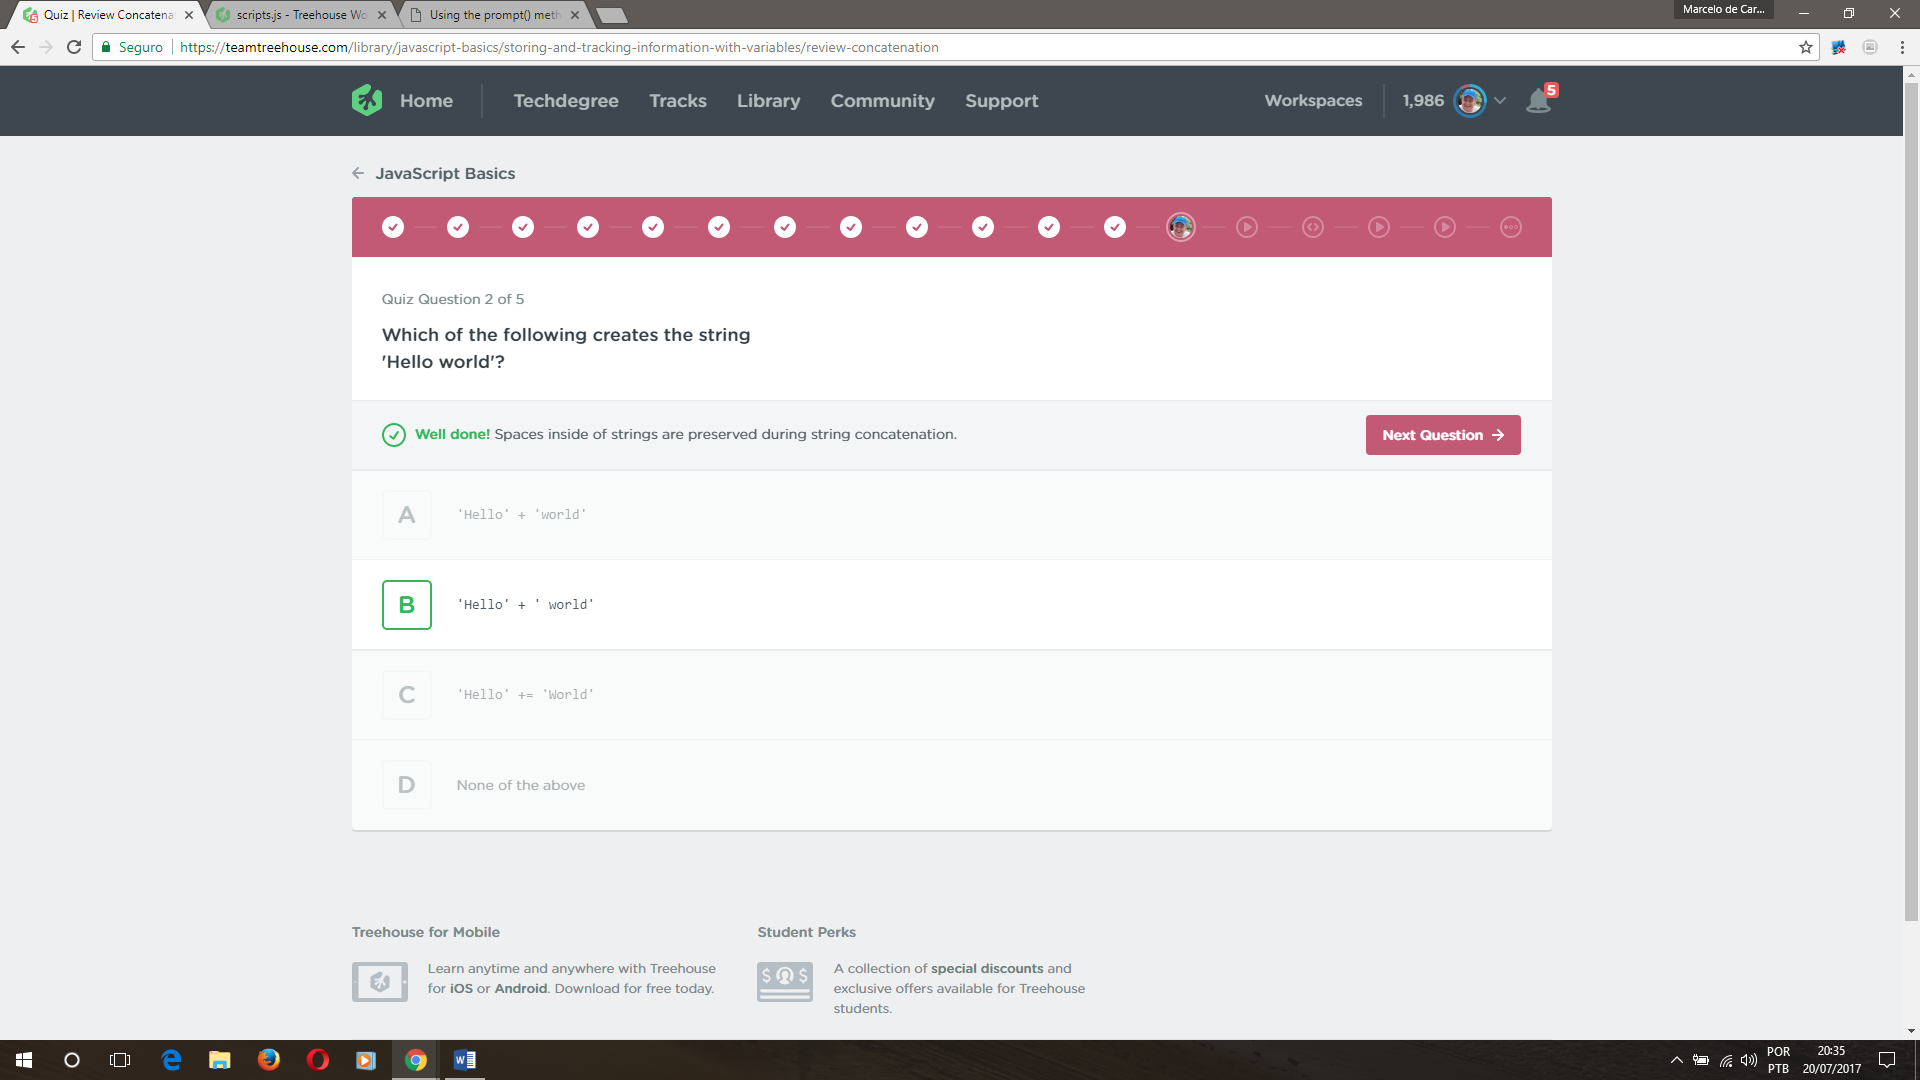 Quiz | Review Concatena
scripts.js - Treehouse Wo
Using the prompt() meth
Marcelo de Car...
Seguro
https://teamtreehouse.com/library/javascript-basics/storing-and-tracking-information-with-variables/review-concatenation
Home
Techdegree
Tracks
Library
Community
Support
Workspaces
1,986
5
JavaScript Basics
Quiz Question 2 of 5
Which of the following creates the string
'Hello world'?
Well done! Spaces inside of strings are preserved during string concatenation.
Next Question
A
'Hello' + 'world'
B
'Hello' + ' world'
C
'Hello' += 'World'
D
None of the above
Treehouse for Mobile
Learn anytime and anywhere with Treehouse
for iOS or Android. Download for free today.
Student Perks
A collection of special discounts and
exclusive offers available for Treehouse
students.
POR
PTB
20:35
20/07/2017